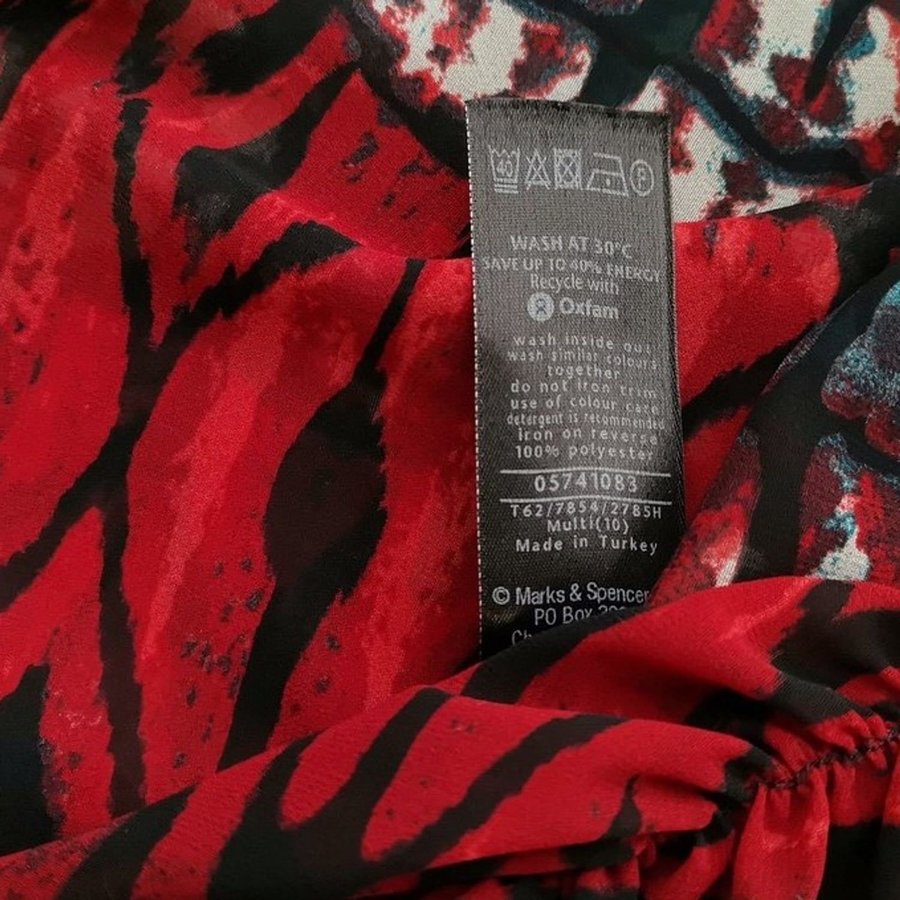 40 P
WASH AT 30°C
SAVE UP TO 40% ENERGY
Recycle with
Oxfam
wash inside out
wash similar colours
together
do not iron trim
use of colour care
detergent is recommended
iron on reverse
100% polyester
05741083
T62/7854/2785H
Multi(10)
Made in Turkey
© Marks & Spencer
PO Box